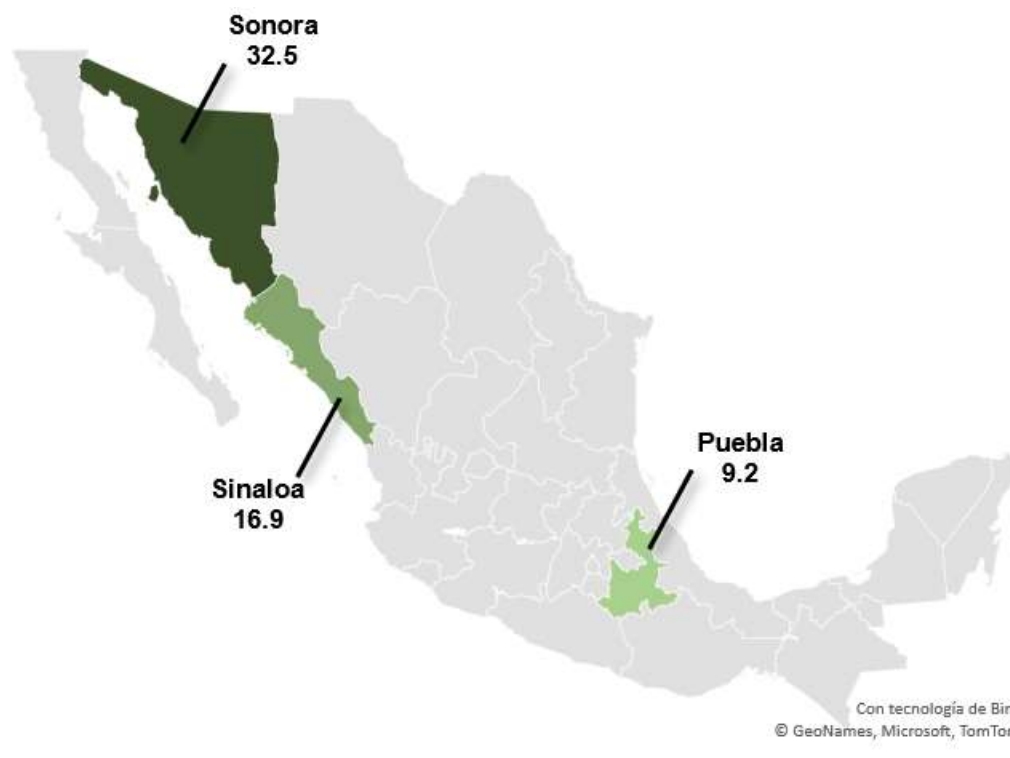 Sonora
32.5
Sinaloa
16.9
Puebla
9.2
Con tecnología de
© GeoNames, Microsoft,